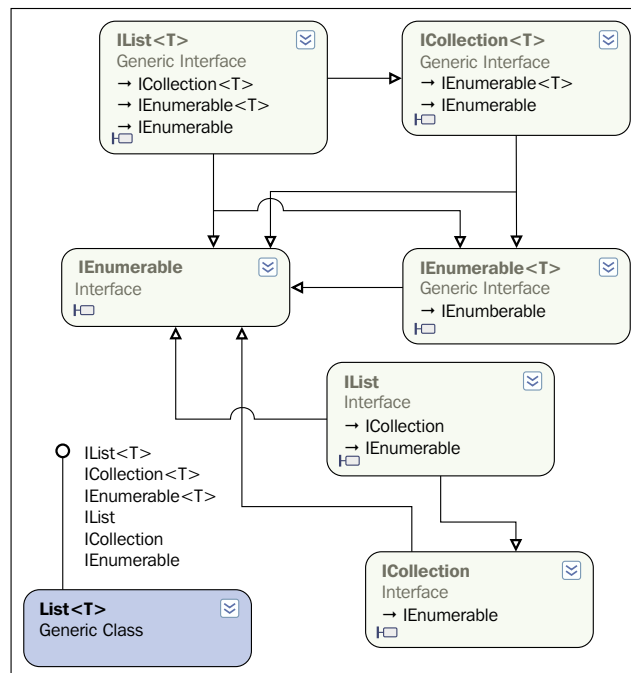 IList<T>
Generic Interface
→ ICollection<T>
→ IEnumerable<T>
→ IEnumerable
ICollection<T>
Generic Interface
→ IEnumerable<T>
→ IEnumerable
IEnumerable
Interface
IEnumerable<T>
Generic Interface
→ IEnumberable
IList
Interface
→ ICollection
→ IEnumerable
IList<T>
ICollection<T>
IEnumerable<T>
IList
ICollection
IEnumerable
ICollection
Interface
→ IEnumerable
List<T>
Generic Class